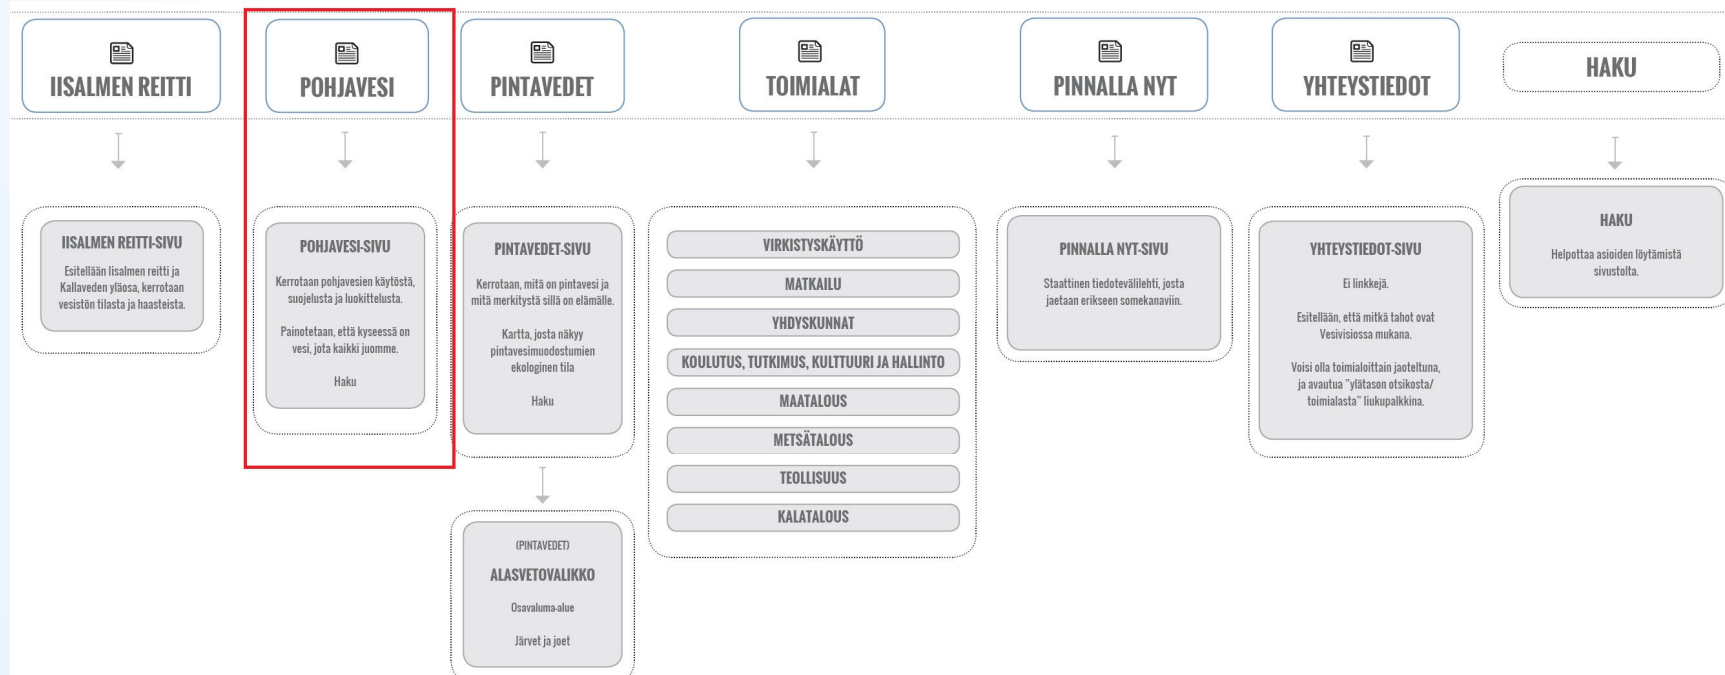 IISALMEN REITTI
POHJAVESI
PINTAVEDET
TOIMIALAT
PINNALLA NYT
YHTEYSTIEDOT
HAKU
IISALMEN REITTI-SIVU
Esitellään Iisalmen reitti ja
Kallaveden yläosa, kerrotaan
vesistön tilasta ja haasteista.
POHJAVESI-SIVU
Kerrotaan pohjavesien käytöstä,
suojelusta ja luokittelusta.
Painotetaan, että kyseessä on
vesi, jota kaikki juomme.
Haku
PINTAVEDET-SIVU
Kerrotaan, mitä on pintavesi ja
mitä merkitystä sillä on elämälle.
Kartta, josta näkyy
pintavesimuodostumien
ekologinen tila
Haku
(PINTAVEDET)
ALASVETOVALIKKO
Osavaluma-alue
Järvet ja joet
VIRKISTYSKÄYTTÖ
MATKAILU
YHDYSKUNNAT
KOULUTUS, TUTKIMUS, KULTTUURI JA HALLINTO
MAATALOUS
METSÄTALOUS
TEOLLISUUS
KALATALOUS
PINNALLA NYT-SIVU
Staattinen tiedotevälilehti, josta
jaetaan erikseen somekanaviin.
YHTEYSTIEDOT-SIVU
Ei linkkejä.
Esitellään, että mitkä tahot ovat
Vesivisiossa mukana.
Voisi olla toimialoittain jaoteltuna,
ja avautua "ylätason otsikosta/
toimialasta" liukupalkkina.
HAKU
Helpottaa asioiden löytämistä
sivustolta.